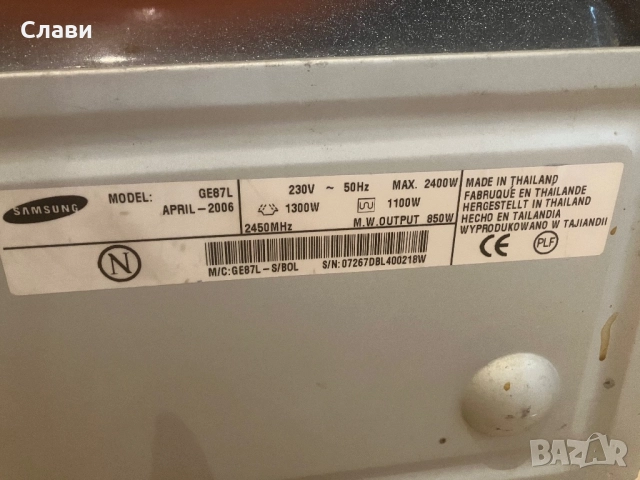 Слави
SAMSUNG
MODEL: GE87L
APRIL-2006
230V ~ 50Hz MAX. 2400W
1300W 1100W
2450MHz M.W.OUTPUT 850W
N
M/C:GE87L-S/BOL S/N:07267DBL400218W
MADE IN THAILAND
FABRIQUÉ EN THAILANDE
HERGESTELLT IN THAILAND
HECHO EN TAILANDIA
WYPRODUKOWANO W TAJIANDII
CE PLF
BAZAR